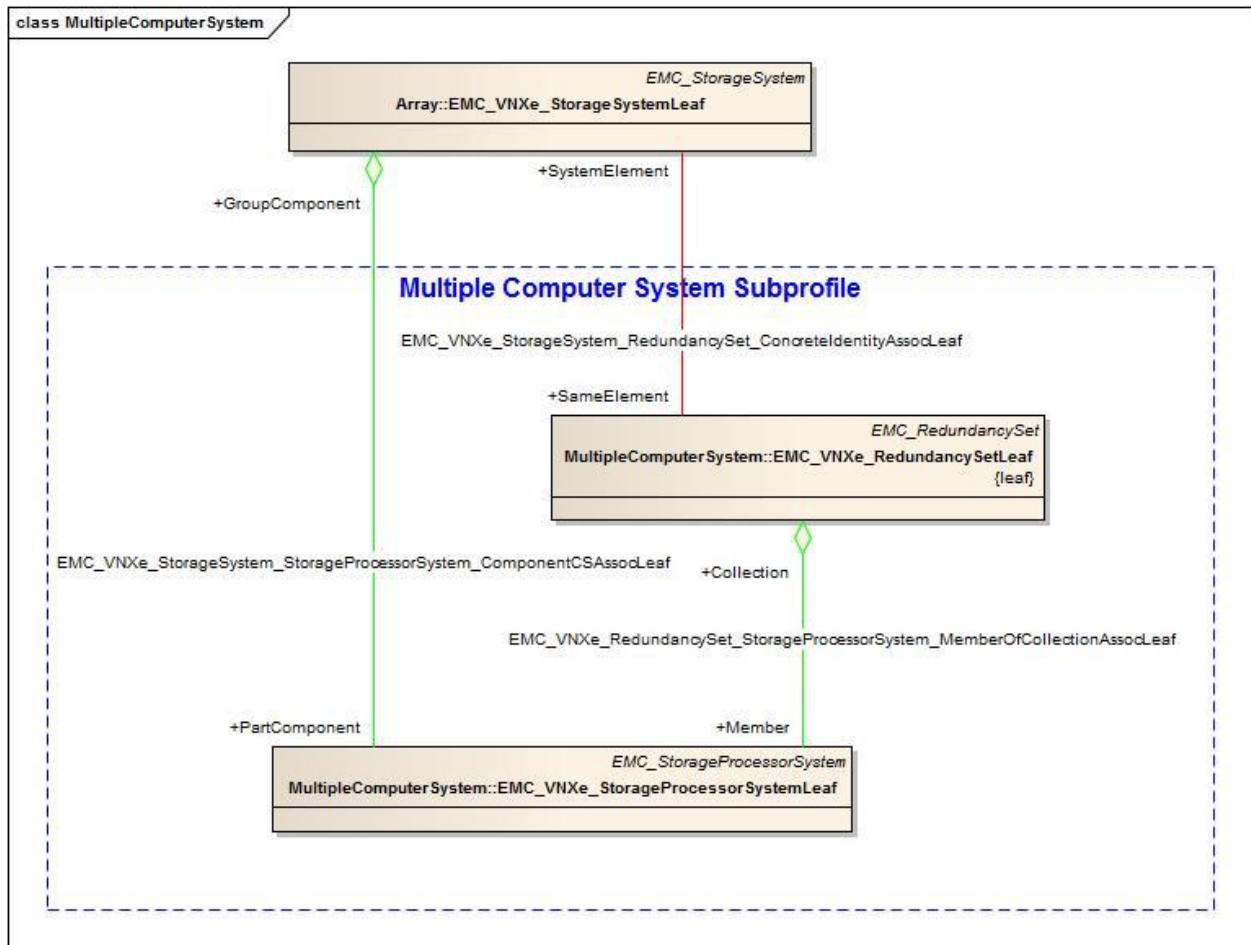 class MultipleComputerSystem
EMC_StorageSystem
Array::EMC_VNXe_StorageSystemLeaf
+SystemElement
+GroupComponent
Multiple Computer System Subprofile
EMC_VNXe_StorageSystem_RedundancySet_ConcreteIdentityAssocLeaf
+SameElement
EMC_RedundancySet
MultipleComputerSystem::EMC_VNXe_RedundancySetLeaf
{leaf}
EMC_VNXe_StorageSystem_StorageProcessorSystem_ComponentCSAssocLeaf
+Collection
EMC_VNXe_RedundancySet_StorageProcessorSystem_MemberOfCollectionAssocLeaf
+PartComponent
+Member
EMC_StorageProcessorSystem
MultipleComputerSystem::EMC_VNXe_StorageProcessorSystemLeaf